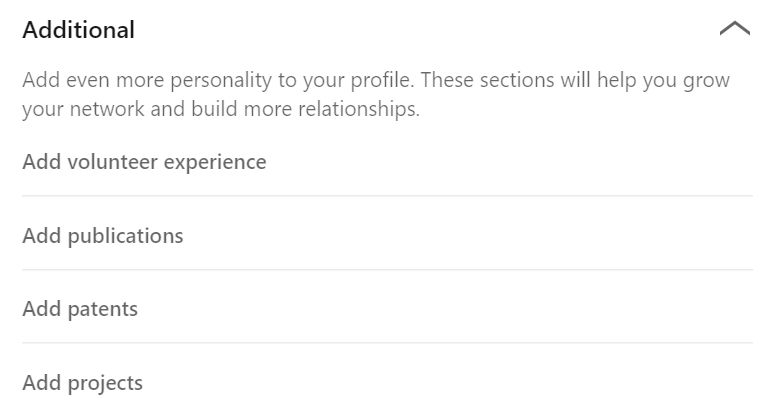 Additional
Add even more personality to your profile. These sections will help you grow
your network and build more relationships.
Add volunteer experience
Add publications
Add patents
Add projects